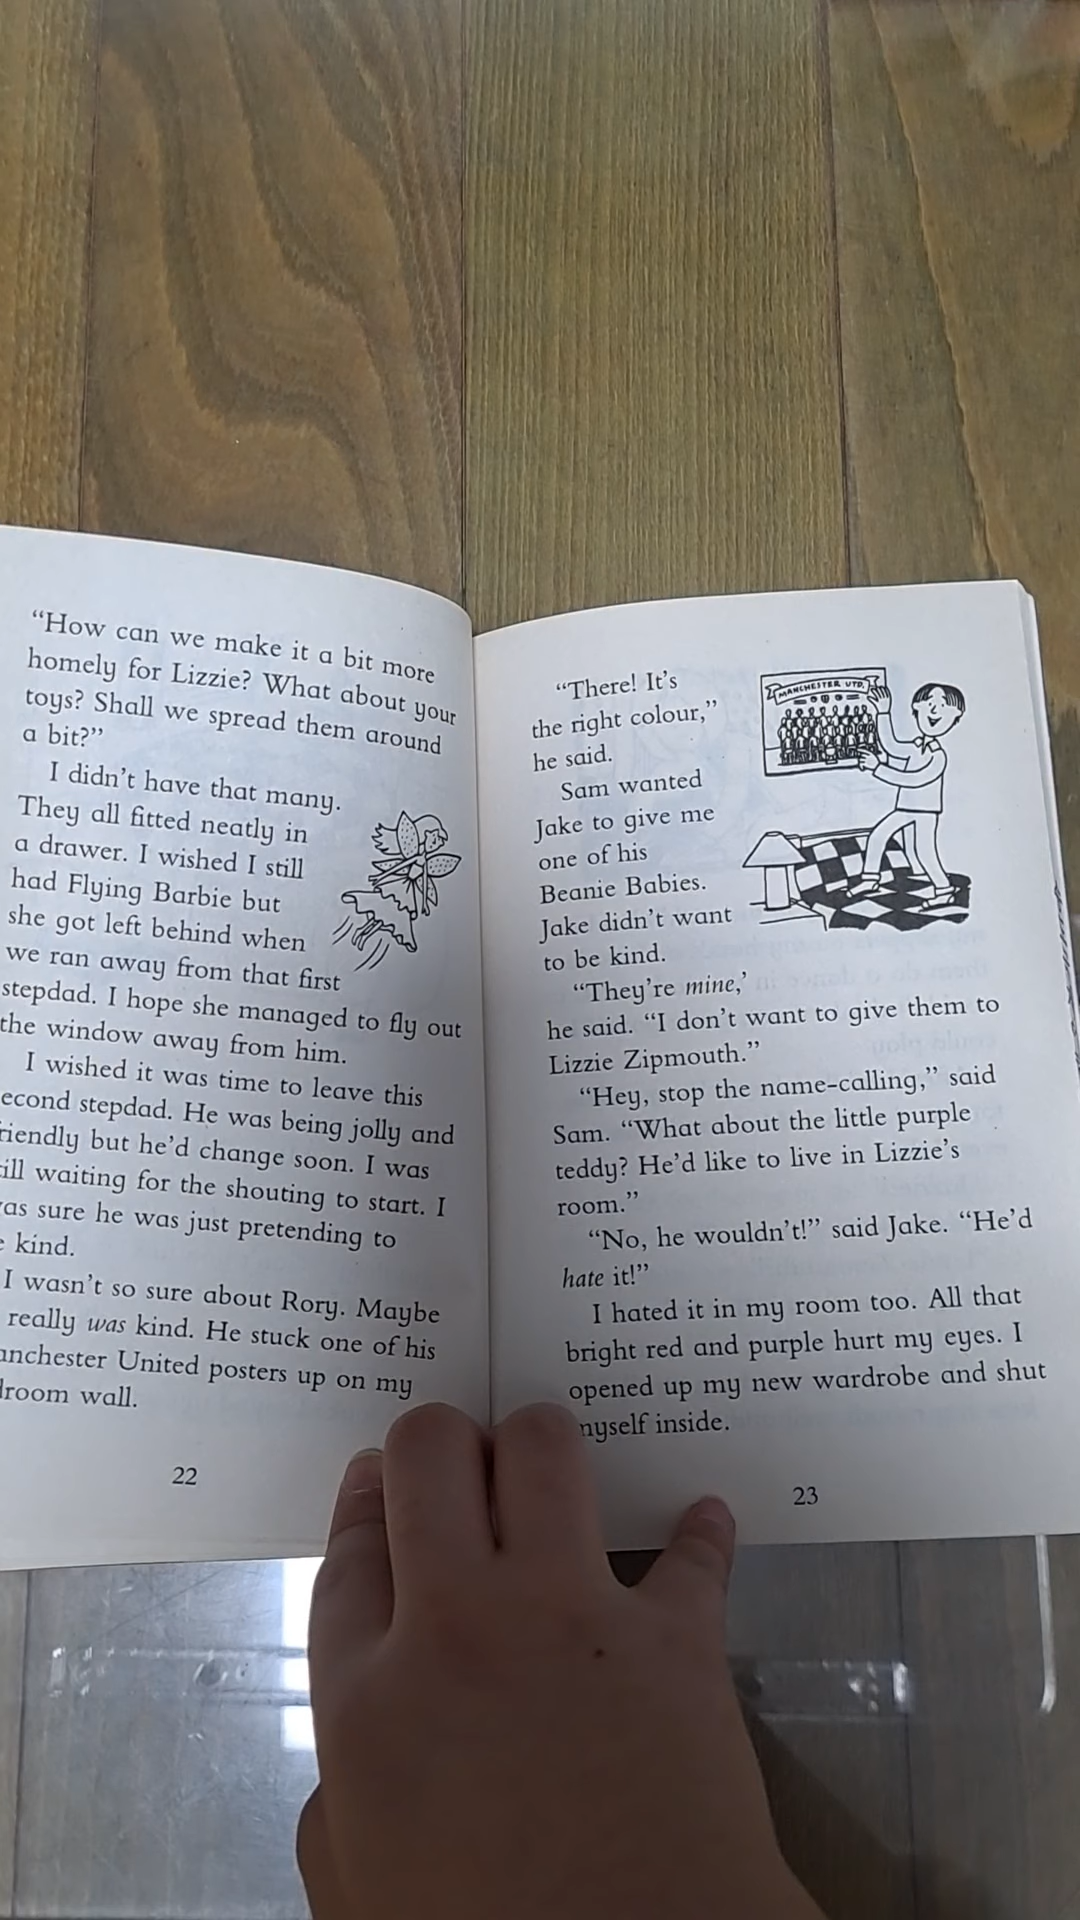 “How can we make it a bit more
homely for Lizzie? What about your
toys? Shall we spread them around
a bit?”
I didn’t have that many.
They all fitted neatly in
a drawer. I wished I still
had Flying Barbie but
she got left behind when
we ran away from that first
stepdad. I hope she managed to fly out
the window away from him.
I wished it was time to leave this
econd stepdad. He was being jolly and
riendly but he’d change soon. I was
ill waiting for the shouting to start. I
as sure he was just pretending to
e kind.
I wasn’t so sure about Rory. Maybe
really was kind. He stuck one of his
anchester United posters up on my
droom wall.
22
MANCHESTER UTD.
“There! It’s
the right colour,”
he said.
Sam wanted
Jake to give me
one of his
Beanie Babies.
Jake didn’t want
to be kind.
“They’re mine,’
he said. “I don’t want to give them to
Lizzie Zipmouth.”
“Hey, stop the name-calling,” said
Sam. “What about the little purple
teddy? He’d like to live in Lizzie’s
room.”
“No, he wouldn’t!” said Jake. “He’d
hate it!”
I hated it in my room too. All that
bright red and purple hurt my eyes. I
opened up my new wardrobe and shut
myself inside.
23